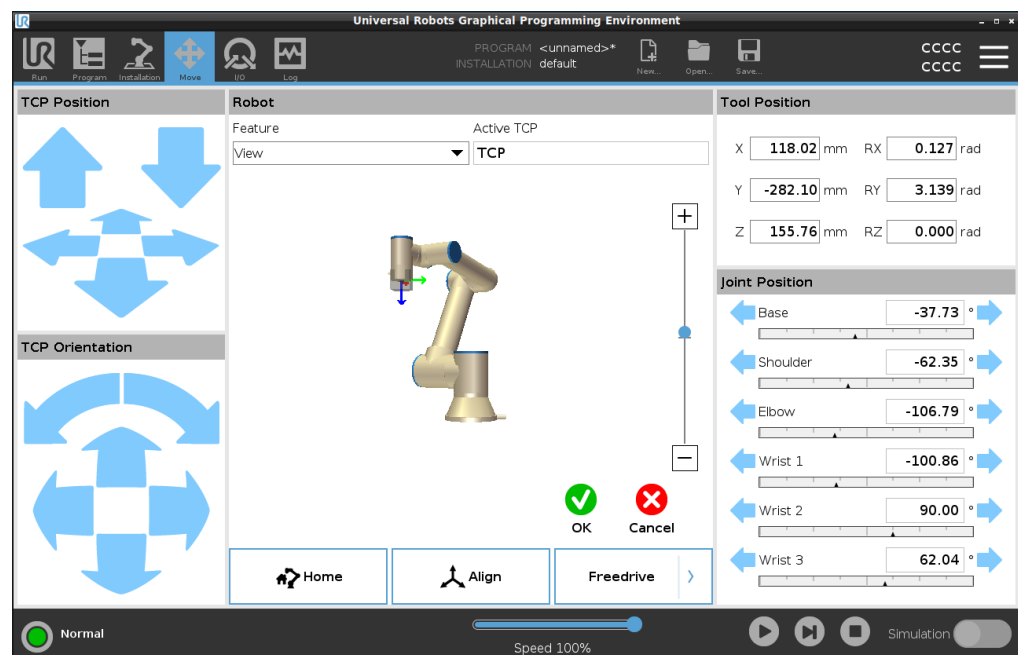 Universal Robots Graphical Programming Environment
UR
Run
Program
Installation
Move
I/O
Log
PROGRAM <unnamed>*
INSTALLATION default
New...
Open...
Save...
CCCC
CCCC
TCP Position
Robot
Tool Position
Feature
Active TCP
View
TCP
X 118.02 mm RX 0.127 rad
Y -282.10 mm RY 3.139 rad
Z 155.76 mm RZ 0.000 rad
Joint Position
Base -37.73 °
TCP Orientation
Shoulder -62.35 °
Elbow -106.79 °
Wrist 1 -100.86 °
Wrist 2 90.00 °
Wrist 3 62.04 °
OK
Cancel
Home
Align
Freedrive
Normal
Speed 100%
Simulation